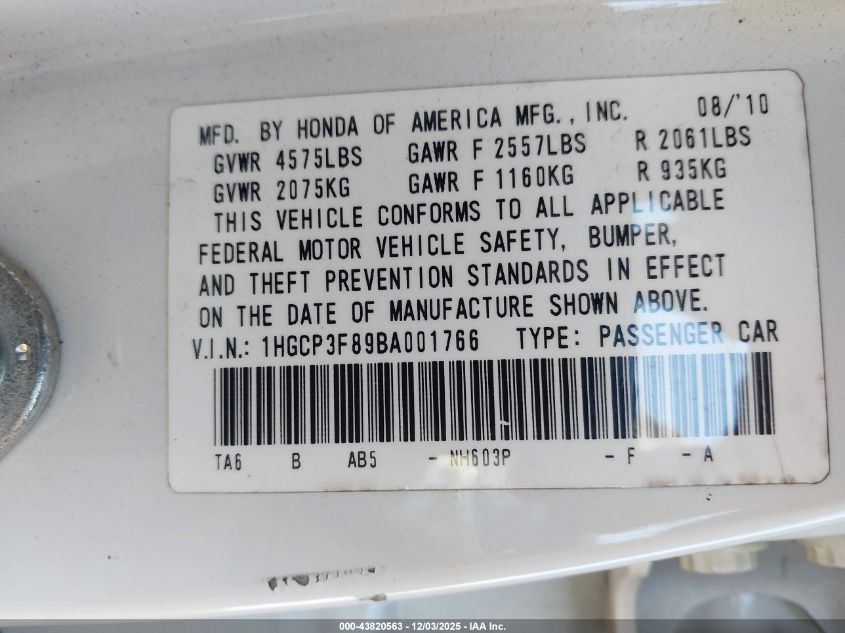 MFD. BY HONDA OF AMERICA MFG., INC. 08/'10
GVWR 4575LBS GAWR F 2557LBS R 2061LBS
GVWR 2075KG GAWR F 1160KG R 935KG
THIS VEHICLE CONFORMS TO ALL APPLICABLE
FEDERAL MOTOR VEHICLE SAFETY, BUMPER,
AND THEFT PREVENTION STANDARDS IN EFFECT
ON THE DATE OF MANUFACTURE SHOWN ABOVE.
V.I.N.: 1HGCP3F89BA001766 TYPE: PASSENGER CAR
TA6 B AB5 - NH603P - F - A
000-43820563 - 12/03/2025 - IAA Inc.